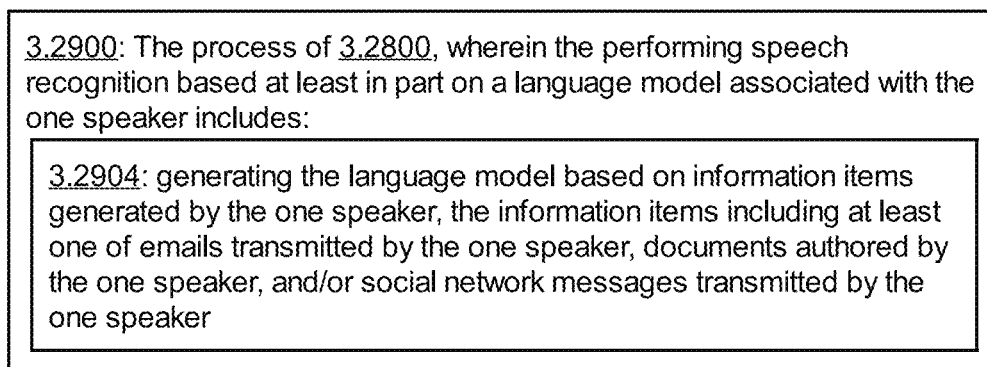 3.2900: The process of 3.2800, wherein the performing speech
recognition based at least in part on a language model associated with the
one speaker includes:
3.2904: generating the language model based on information items
generated by the one speaker, the information items including at least
one of emails transmitted by the one speaker, documents authored by
the one speaker, and/or social network messages transmitted by the
one speaker